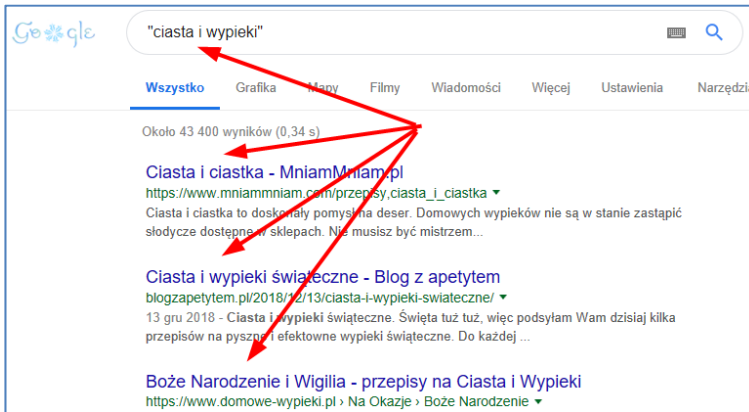 Google
"ciasta i wypieki"
Wszystko Grafika Mapy Filmy Wiadomości Więcej Ustawienia Narzędzia
Około 43 400 wyników (0,34 s)
Ciasta i ciastka - MniamMniam.pl
https://www.mniammniam.com/przepisy,ciasta_i_ciastka
Ciasta i ciastka to doskonały pomysł na deser. Domowych wypieków nie są w stanie zastąpić
słodycze dostępne w sklepach. Nie musisz być mistrzem...
Ciasta i wypieki świąteczne - Blog z apetytem
blogzapetytem.pl/2018/12/13/ciasta-i-wypieki-swiateczne/
13 gru 2018 - Ciasta i wypieki świąteczne. Święta tuż tuż, więc podsyłam Wam dzisiaj kilka
przepisów na pyszne i efektowne wypieki świąteczne. Do każdej ...
Boże Narodzenie i Wigilia - przepisy na Ciasta i Wypieki
https://www.domowe-wypieki.pl › Na Okazje › Boże Narodzenie